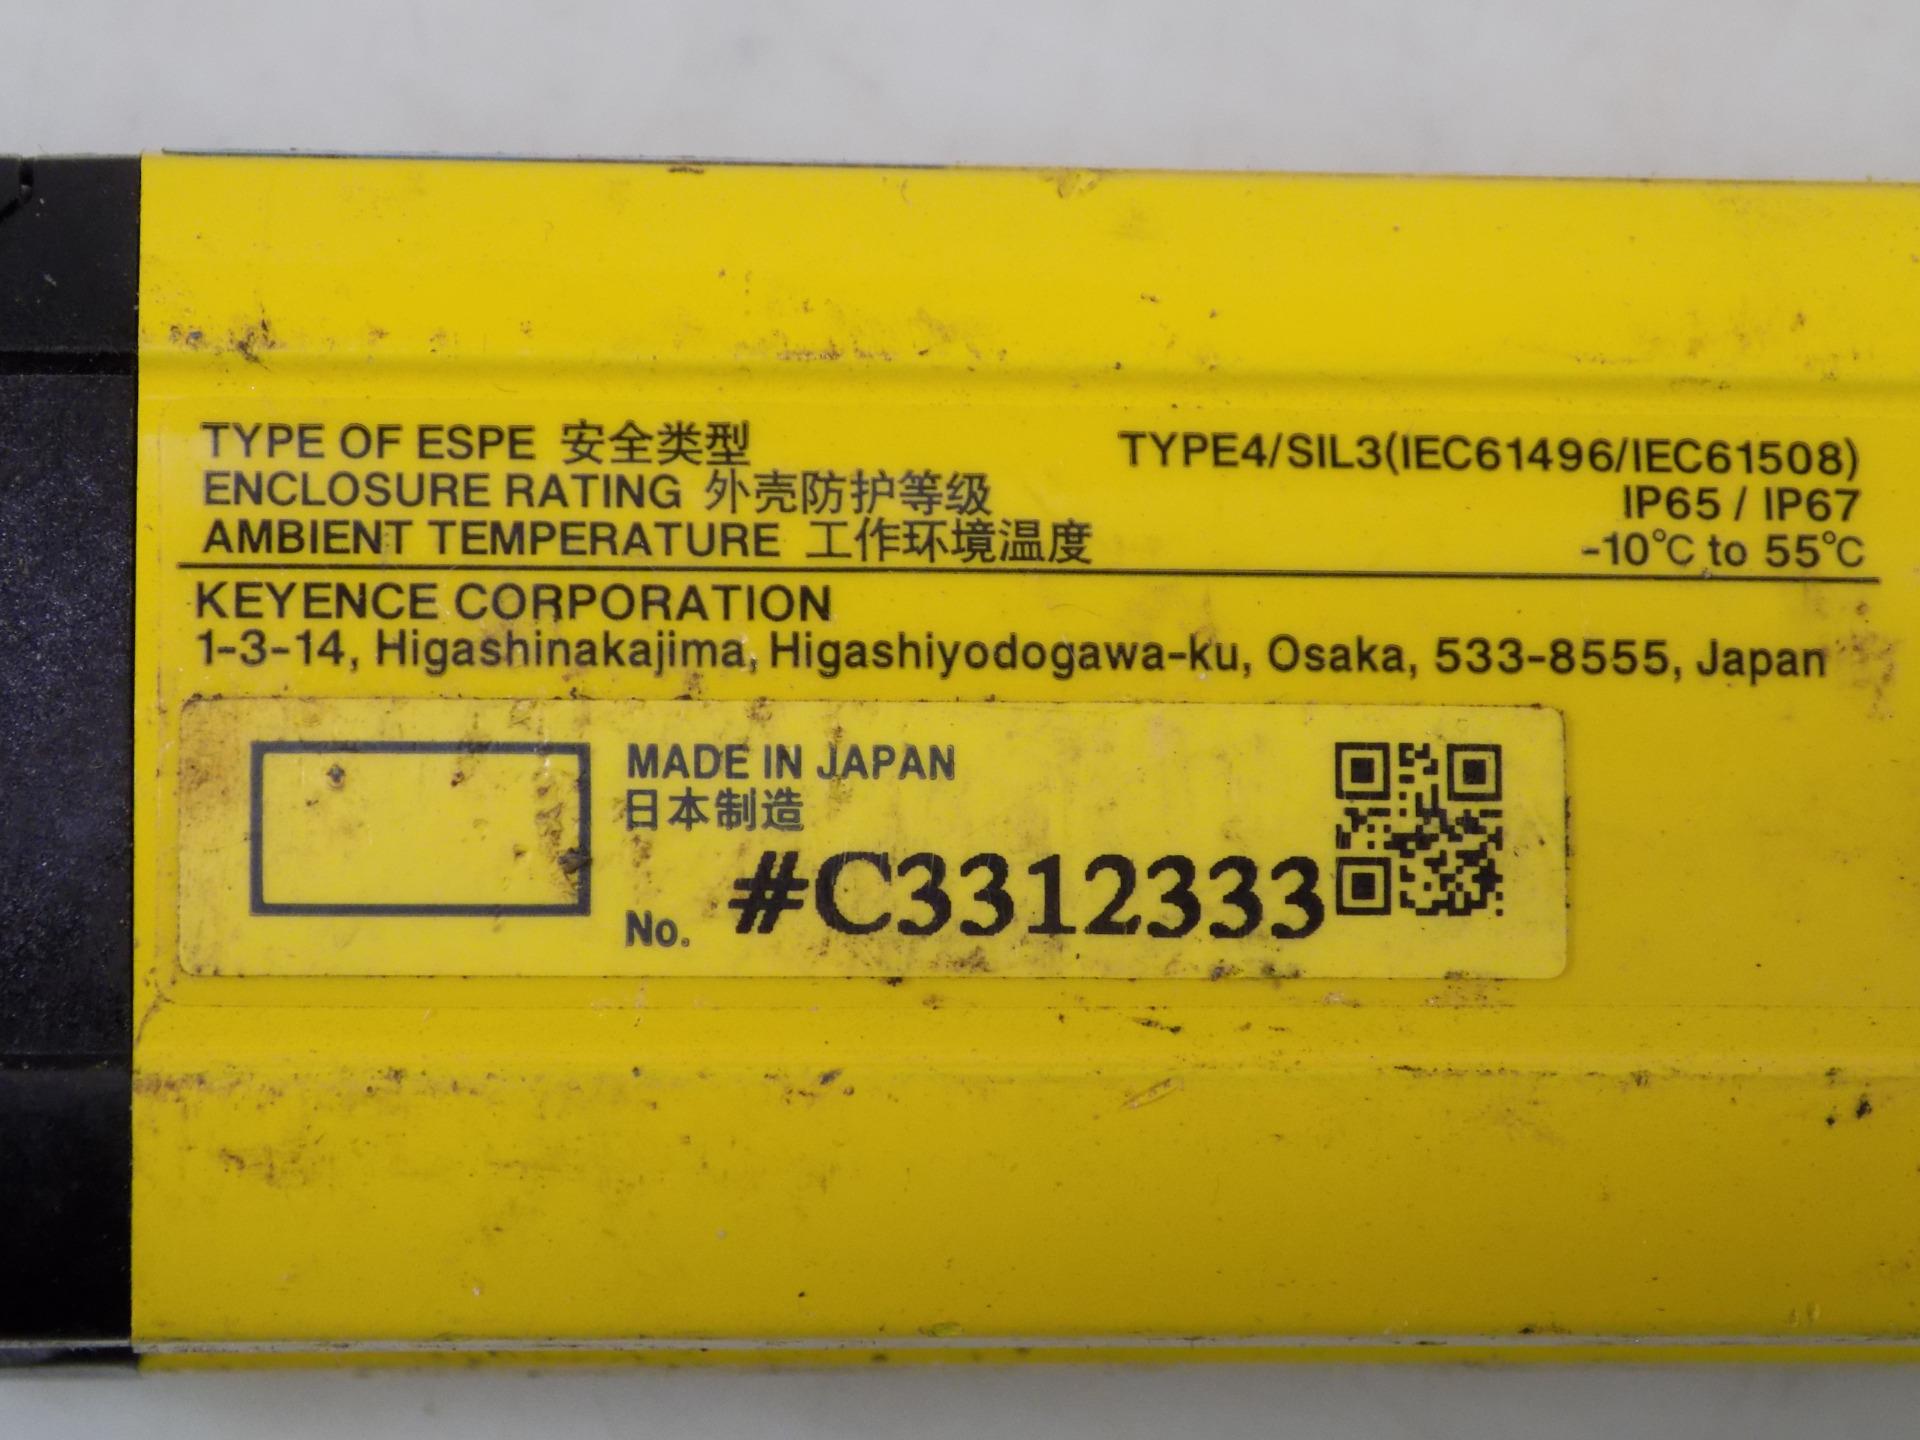 TYPE OF ESPE 安全类型 TYPE4/SIL3(IEC61496/IEC61508)
ENCLOSURE RATING 外壳防护等级 IP65 / IP67
AMBIENT TEMPERATURE 工作环境温度 -10℃ to 55℃
KEYENCE CORPORATION
1-3-14, Higashinakajima, Higashiyodogawa-ku, Osaka, 533-8555, Japan
MADE IN JAPAN
日本制造
No. #C3312333